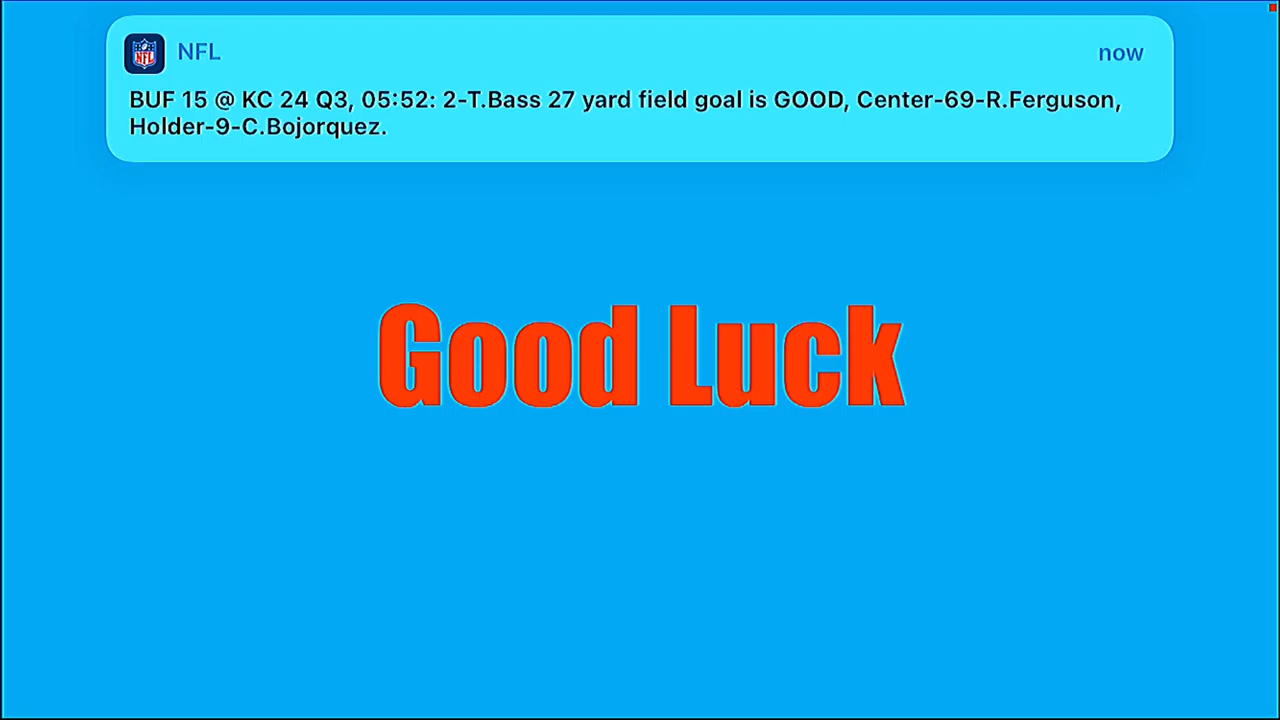 NFL
now
BUF 15 @ KC 24 Q3, 05:52: 2-T.Bass 27 yard field goal is GOOD, Center-69-R.Ferguson,
Holder-9-C.Bojorquez.
Good Luck